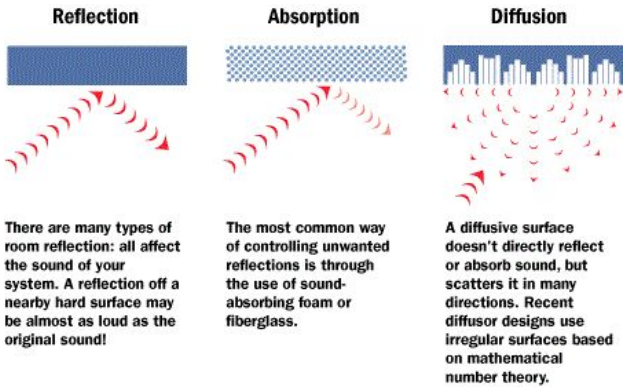 Reflection
There are many types of
room reflection: all affect
the sound of your
system. A reflection off a
nearby hard surface may
be almost as loud as the
original sound!
Absorption
The most common way
of controlling unwanted
reflections is through
the use of sound-
absorbing foam or
fiberglass.
Diffusion
A diffusive surface
doesn't directly reflect
or absorb sound, but
scatters it in many
directions. Recent
diffusor designs use
irregular surfaces based
on mathematical
number theory.